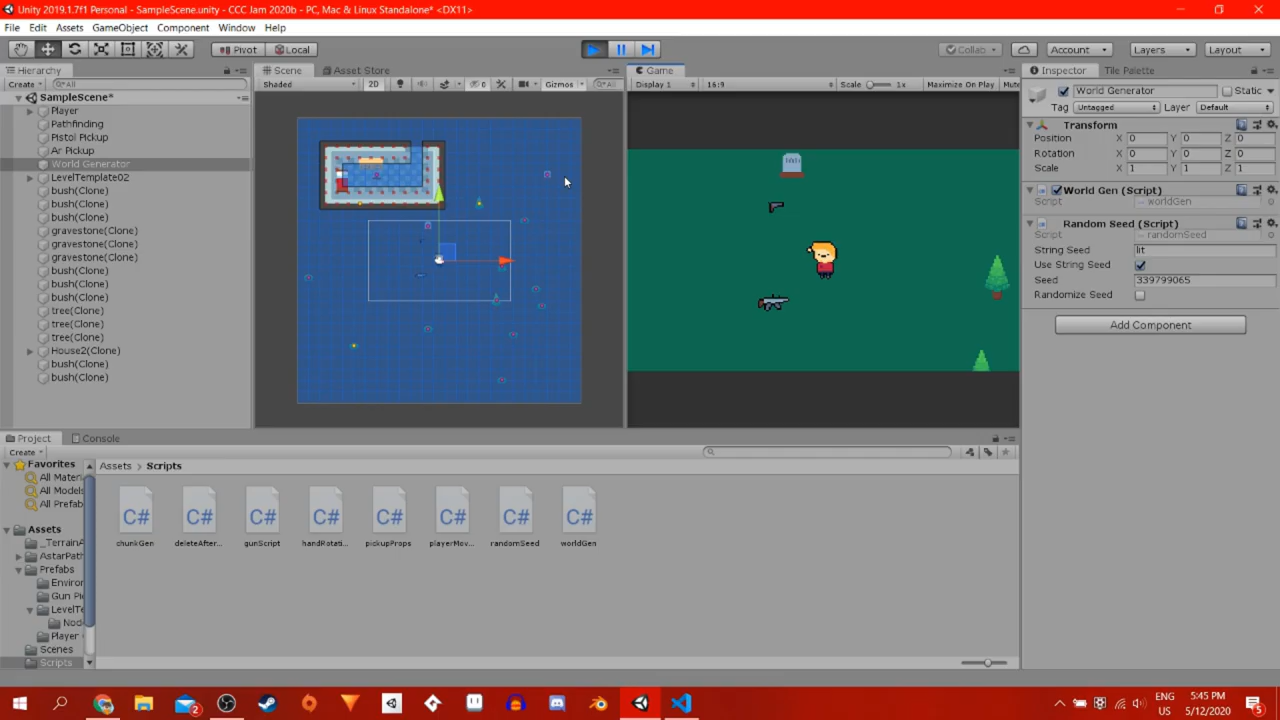 Unity 2019.1.7f1 Personal - SampleScene.unity - CCC Jam 2020b - PC, Mac & Linux Standalone* <DX11>
File Edit Assets GameObject Component Window Help
Pivot Local Collab Account Layers Layout
Hierarchy
Create All
SampleScene*
Player
Pathfinding
Pistol Pickup
Ar Pickup
World Generator
LevelTemplate02
bush(Clone)
bush(Clone)
bush(Clone)
gravestone(Clone)
gravestone(Clone)
gravestone(Clone)
bush(Clone)
bush(Clone)
bush(Clone)
tree(Clone)
tree(Clone)
tree(Clone)
House2(Clone)
bush(Clone)
bush(Clone)
Scene Asset Store
Shaded 2D 0 Gizmos All
Game
Display 1 16:9 Scale 1x Maximize On Play Mute
Inspector Tile Palette
World Generator Static
Tag Untagged Layer Default
Transform
Position X 0 Y 0 Z 0
Rotation X 0 Y 0 Z 0
Scale X 1 Y 1 Z 1
World Gen (Script)
Script worldGen
Random Seed (Script)
Script randomSeed
String Seed lit
Use String Seed
Seed 339799065
Randomize Seed
Add Component
Project Console
Create
Favorites
All Materi
All Models
All Prefab
Assets
_TerrainA
AstarPath
Prefabs
Enviror
Gun Pi
LevelTe
Nod
Player
Scenes
Scripts
Assets > Scripts
C# C# C# C# C# C# C# C#
chunkGen deleteAfter... gunScript handRotati... pickupProps playerMov... randomSeed worldGen
2
ENG
US
5:45 PM
5/12/2020
5